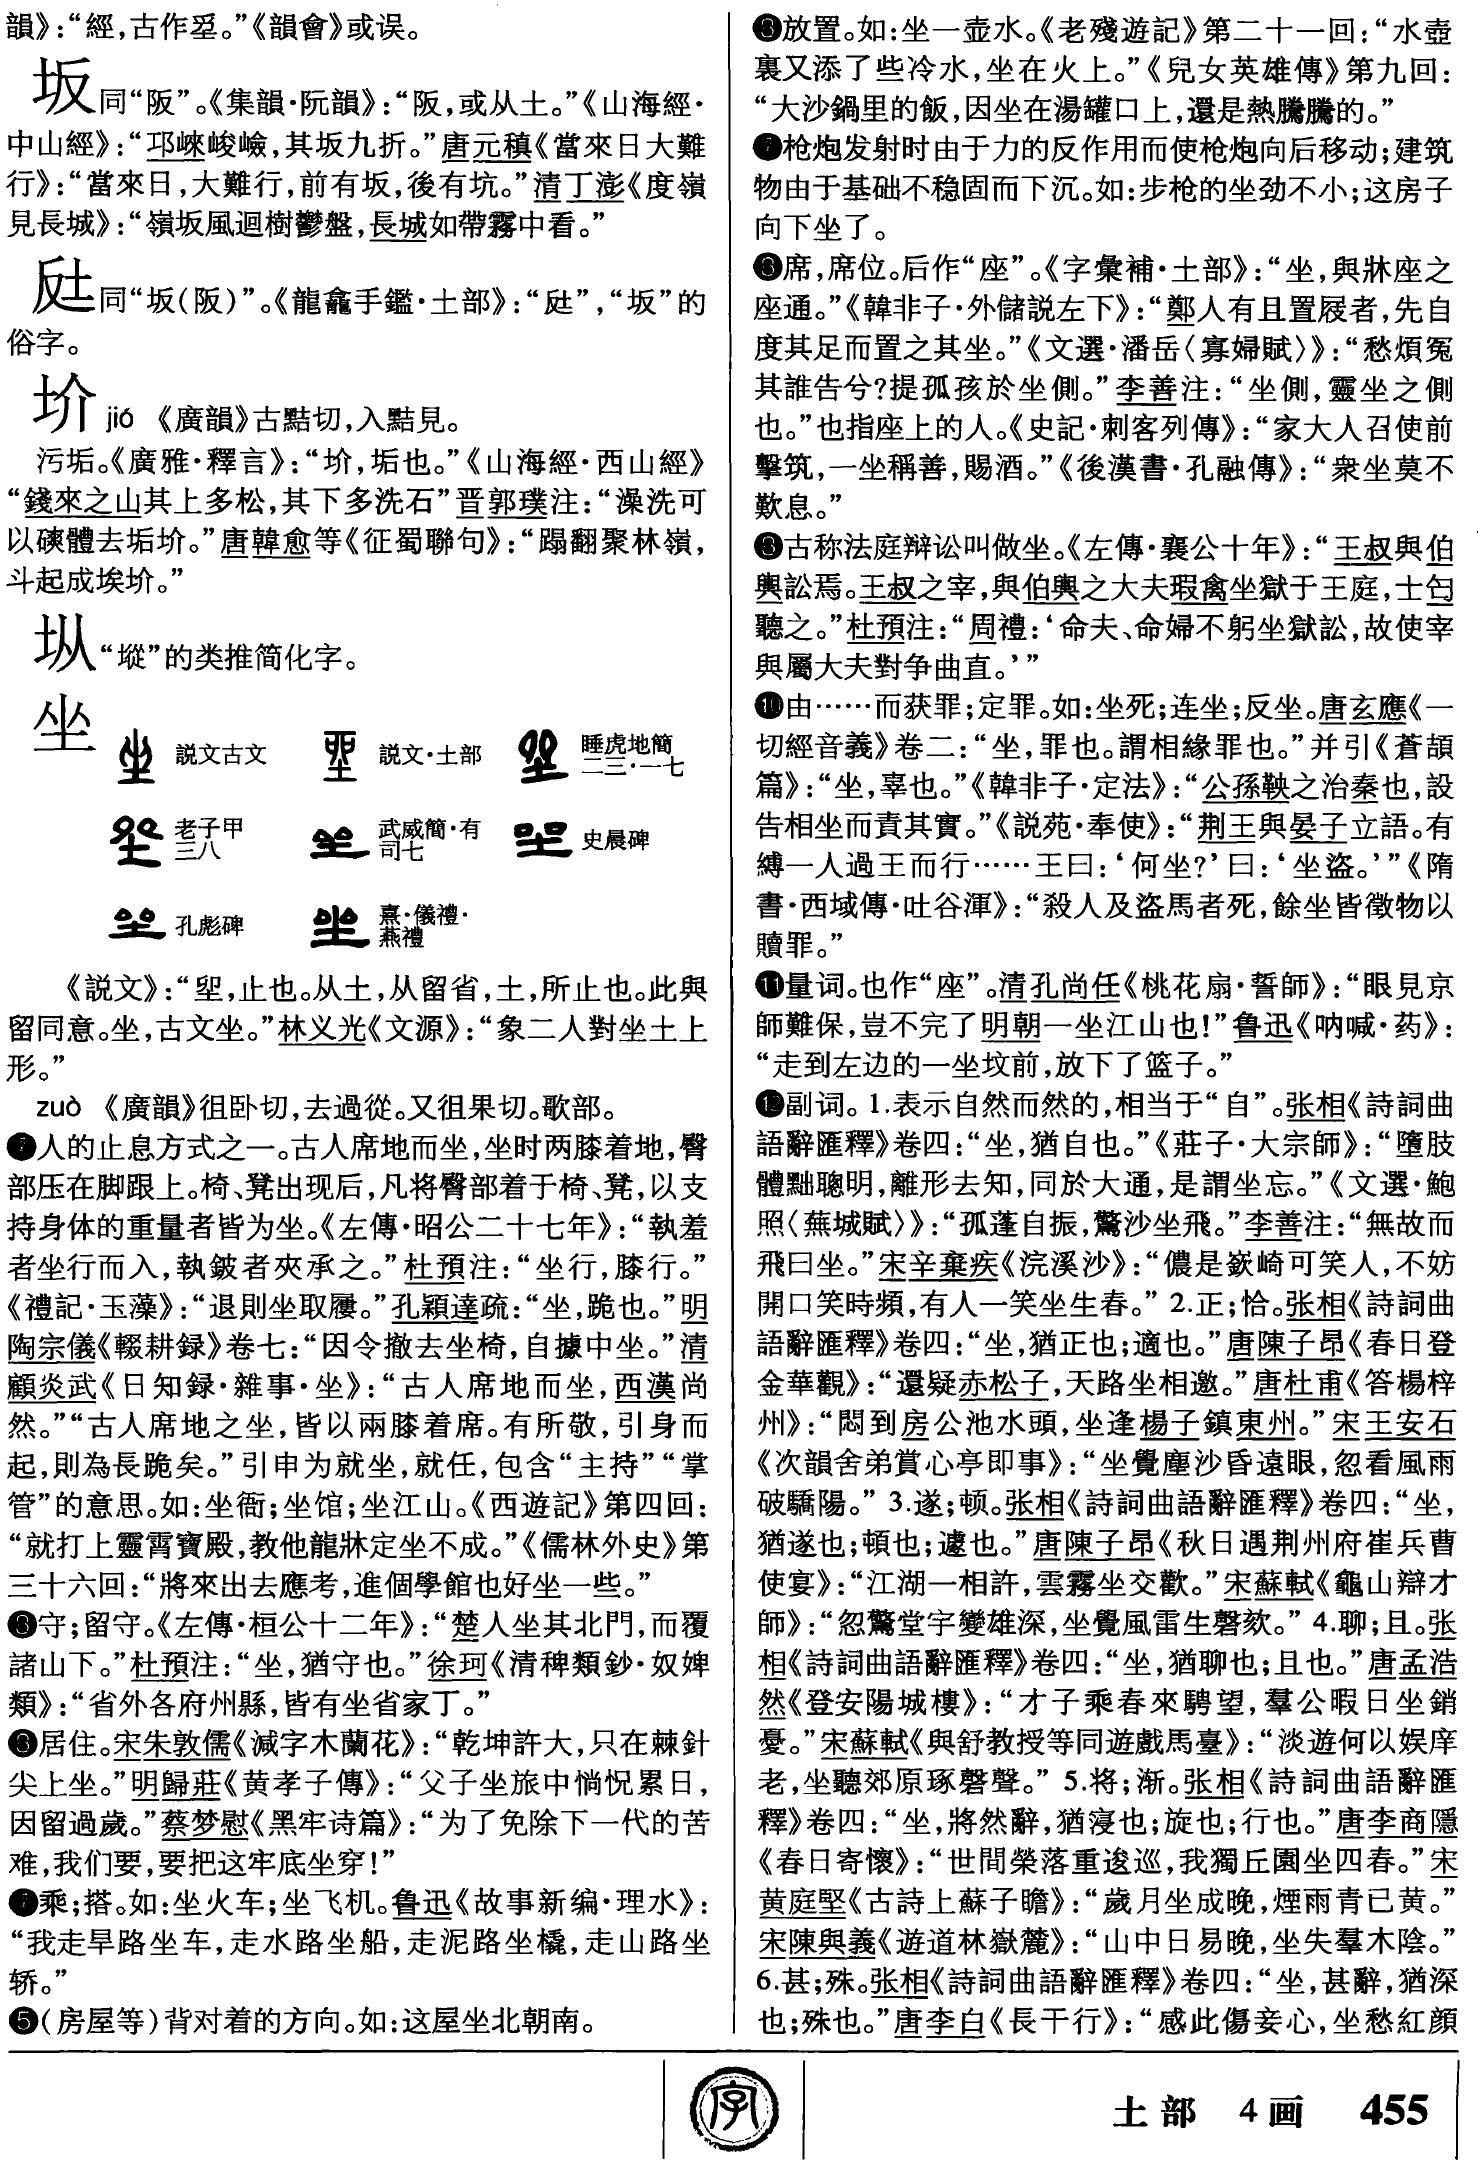 韻》：“經，古作巠。”《韻會》或误。
坂同“阪”。《集韻·阮韻》：“阪，或从土。”《山海經·
中山經》：“邛崍峻嶮，其坂九折。”唐元稹《當來日大難
行》：“當來日，大難行，前有坂，後有坑。”清丁澎《度嶺
見長城》：“嶺坂風迴樹鬱盤，長城如帶霧中看。”
同“坂（阪）”。《龍龕手鑑·土部》：“”，“坂”的
俗字。
圿 jiá 《廣韻》古黠切，入黠見。
污垢。《廣雅·釋言》：“圿，垢也。”《山海經·西山經》
“錢來之山其上多松，其下多洗石”晋郭璞注：“澡洗可
以磢體去垢圿。”唐韓愈等《征蜀聯句》：“蹋翻聚林嶺，
斗起成埃圿。”
“壙”的类推简化字。
坐
説文古文 説文·土部 睡虎地簡二三·一七
老子甲三八 武威簡·有司七 史晨碑
孔彪碑 熹·儀禮·燕禮
《説文》：“坐，止也。从土，从留省，土，所止也。此與
留同意。坐，古文坐。”林义光《文源》：“象二人對坐土上
形。”
zuò 《廣韻》徂卧切，去過從。又徂果切。歌部。
❶人的止息方式之一。古人席地而坐，坐时两膝着地，臀
部压在脚跟上。椅、凳出现后，凡将臀部着于椅、凳，以支
持身体的重量者皆为坐。《左傳·昭公二十七年》：“執羞
者坐行而入，執鈹者夾承之。”杜預注：“坐行，膝行。”
《禮記·玉藻》：“退則坐取屨。”孔穎達疏：“坐，跪也。”明
陶宗儀《輟耕録》卷七：“因令撤去坐椅，自據中坐。”清
顧炎武《日知録·雜事·坐》：“古人席地而坐，西漢尚
然。”“古人席地之坐，皆以兩膝着席。有所敬，引身而
起，則為長跪矣。”引申为就坐，就任，包含“主持”“掌
管”的意思。如：坐衙；坐馆；坐江山。《西遊記》第四回：
“就打上靈霄寶殿，教他龍牀定坐不成。”《儒林外史》第
三十六回：“將來出去應考，進個學館也好坐一些。”
❷守；留守。《左傳·桓公十二年》：“楚人坐其北門，而覆
諸山下。”杜預注：“坐，猶守也。”徐珂《清稗類鈔·奴婢
類》：“省外各府州縣，皆有坐省家丁。”
❸居住。宋朱敦儒《減字木蘭花》：“乾坤許大，只在棘針
尖上坐。”明歸莊《黄孝子傳》：“父子坐旅中惝怳累日，
因留過歲。”蔡梦慰《黑牢诗篇》：“为了免除下一代的苦
难，我们要，要把这牢底坐穿！”
❹乘；搭。如：坐火车；坐飞机。鲁迅《故事新编·理水》：
“我走旱路坐车，走水路坐船，走泥路坐橇，走山路坐
轿。”
❺（房屋等）背对着的方向。如：这屋坐北朝南。
❻放置。如：坐一壶水。《老殘遊記》第二十一回：“水壺
裏又添了些冷水，坐在火上。”《兒女英雄傳》第九回：
“大沙鍋里的飯，因坐在湯罐口上，還是熱騰騰的。”
❼枪炮发射时由于力的反作用而使枪炮向后移动；建筑
物由于基础不稳固而下沉。如：步枪的坐劲不小；这房子
向下坐了。
❽席，席位。后作“座”。《字彙補·土部》：“坐，與牀座之
座通。”《韓非子·外儲説左下》：“鄭人有且置屐者，先自
度其足而置之其坐。”《文選·潘岳〈寡婦賦〉》：“愁煩冤
其誰告兮？提孤孩於坐側。”李善注：“坐側，靈坐之側
也。”也指座上的人。《史記·刺客列傳》：“家大人召使前
擊筑，一坐稱善，賜酒。”《後漢書·孔融傳》：“衆坐莫不
歎息。”
❾古称法庭辩讼叫做坐。《左傳·襄公十年》：“王叔與伯
輿訟焉。王叔之宰，與伯輿之大夫瑕禽坐獄于王庭，士匄
聽之。”杜預注：“周禮：‘命夫、命婦不躬坐獄訟，故使宰
與屬大夫對争曲直。’”
❿由……而获罪；定罪。如：坐死；连坐；反坐。唐玄應《一
切經音義》卷二：“坐，罪也。謂相緣罪也。”并引《蒼頡
篇》：“坐，辜也。”《韓非子·定法》：“公孫鞅之治秦也，設
告相坐而責其實。”《説苑·奉使》：“荆王與晏子立語。有
縛一人過王而行……王曰：‘何坐？’曰：‘坐盜。’”《隋
書·西域傳·吐谷渾》：“殺人及盜馬者死，餘坐皆徵物以
贖罪。”
⓫量词。也作“座”。清孔尚任《桃花扇·誓師》：“眼見京
師難保，豈不完了明朝一坐江山也！”鲁迅《呐喊·药》：
“走到左边的一坐坟前，放下了篮子。”
⓬副词。1.表示自然而然的，相当于“自”。张相《詩詞曲
語辭匯釋》卷四：“坐，猶自也。”《莊子·大宗師》：“墮肢
體黜聰明，離形去知，同於大通，是謂坐忘。”《文選·鮑
照〈蕪城賦〉》：“孤蓬自振，驚沙坐飛。”李善注：“無故而
飛曰坐。”宋辛棄疾《浣溪沙》：“儂是嶔崎可笑人，不妨
開口笑時頻，有人一笑坐生春。”2.正；恰。张相《詩詞曲
語辭匯釋》卷四：“坐，猶正也；適也。”唐陳子昂《春日登
金華觀》：“還疑赤松子，天路坐相邀。”唐杜甫《答楊梓
州》：“悶到房公池水頭，坐逢楊子鎮東州。”宋王安石
《次韻舍弟賞心亭即事》：“坐覺塵沙昏遠眼，忽看風雨
破驕陽。”3.遂；顿。张相《詩詞曲語辭匯釋》卷四：“坐，
猶遂也；頓也；遽也。”唐陳子昂《秋日遇荆州府崔兵曹
使宴》：“江湖一相許，雲霧坐交歡。”宋蘇軾《龜山辯才
師》：“忽驚堂宇變雄深，坐覺風雷生謦欬。”4.聊；且。张
相《詩詞曲語辭匯釋》卷四：“坐，猶聊也；且也。”唐孟浩
然《登安陽城樓》：“才子乘春來騁望，羣公暇日坐銷
憂。”宋蘇軾《與舒教授等同遊戲馬臺》：“淡遊何以娱庠
老，坐聽郊原琢磬聲。”5.将；渐。张相《詩詞曲語辭匯
釋》卷四：“坐，將然辭，猶寖也；旋也；行也。”唐李商隱
《春日寄懷》：“世間榮落重逡巡，我獨丘園坐四春。”宋
黄庭堅《古詩上蘇子瞻》：“歲月坐成晚，煙雨青已黄。”
宋陳與義《遊道林嶽麓》：“山中日易晚，坐失羣木陰。”
6.甚；殊。张相《詩詞曲語辭匯釋》卷四：“坐，甚辭，猶深
也；殊也。”唐李白《長干行》：“感此傷妾心，坐愁紅顔
字
土部 4画 455